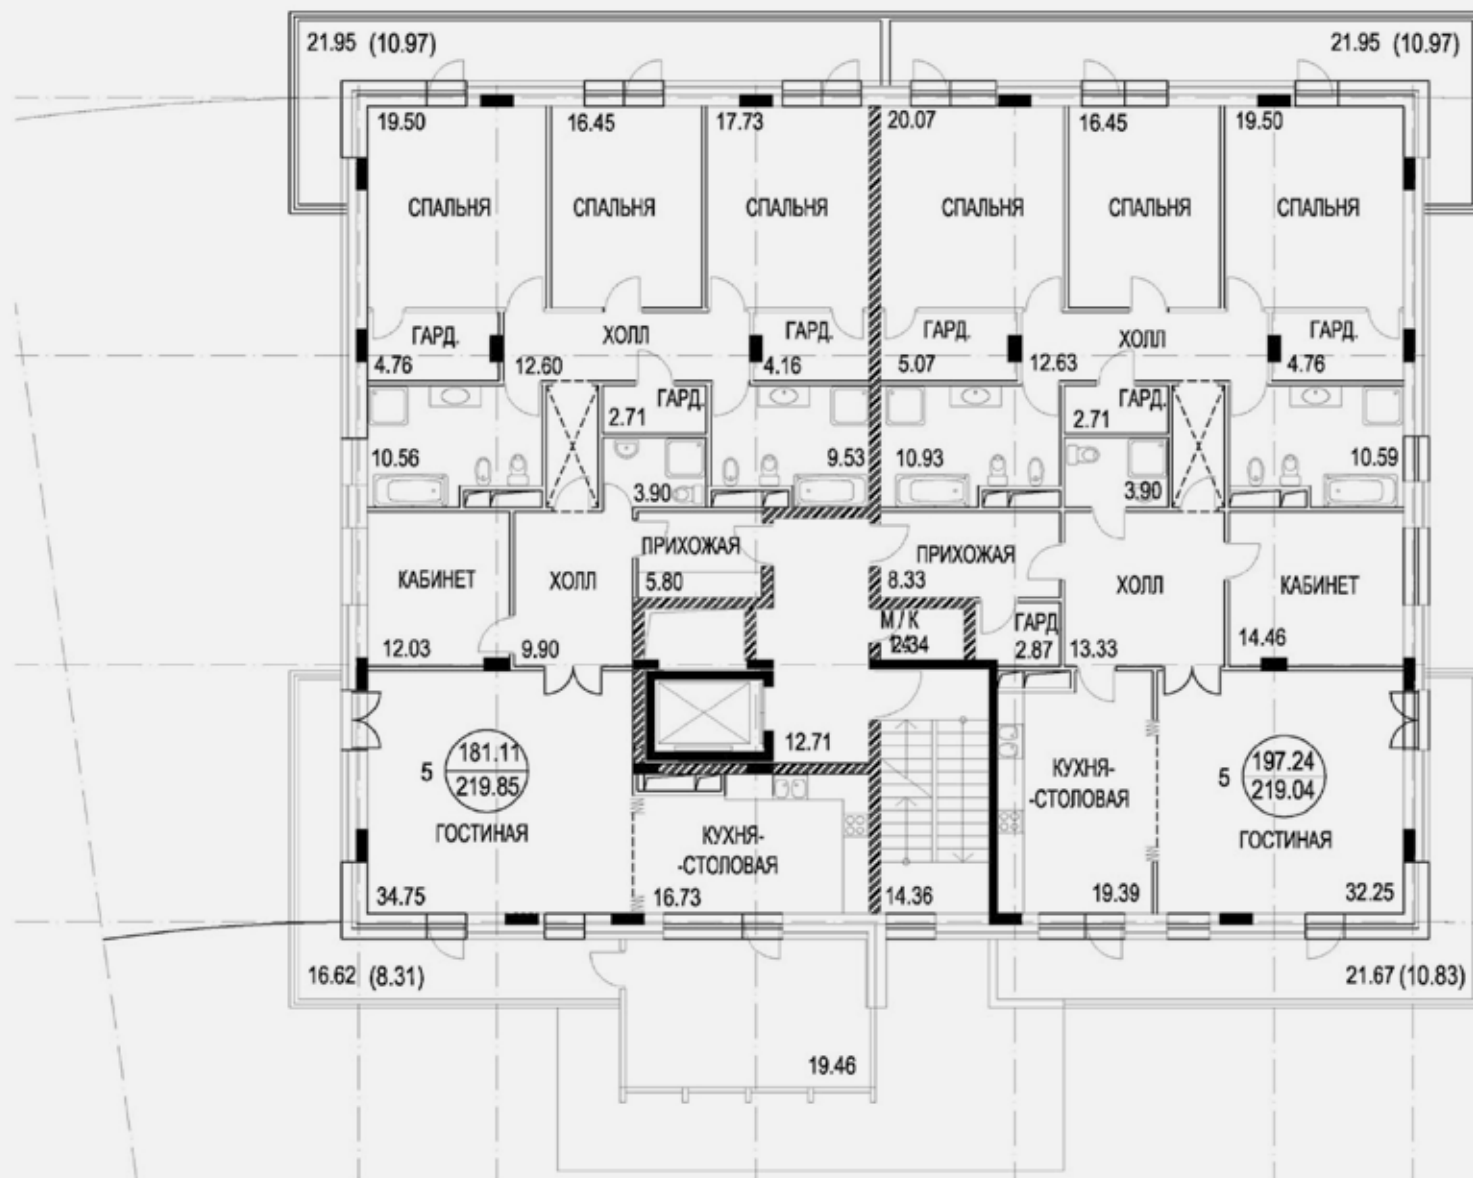 21.95 (10.97)
21.95 (10.97)
19.50
16.45
17.73
20.07
16.45
19.50
СПАЛЬНЯ
СПАЛЬНЯ
СПАЛЬНЯ
СПАЛЬНЯ
СПАЛЬНЯ
СПАЛЬНЯ
ГАРД.
ХОЛЛ
ГАРД.
ГАРД.
ХОЛЛ
ГАРД.
4.76
12.60
4.16
5.07
12.63
4.76
ГАРД.
2.71
ГАРД.
2.71
10.56
3.90
9.53
10.93
3.90
10.59
ПРИХОЖАЯ
5.80
ПРИХОЖАЯ
8.33
КАБИНЕТ
ХОЛЛ
ХОЛЛ
КАБИНЕТ
М / К
ГАРД
2.87
12.03
9.90
13.33
14.46
12.71
5
181.11
219.85
ГОСТИНАЯ
КУХНЯ-
-СТОЛОВАЯ
КУХНЯ-
-СТОЛОВАЯ
5
197.24
219.04
ГОСТИНАЯ
34.75
16.73
14.36
19.39
32.25
16.62 (8.31)
21.67 (10.83)
19.46